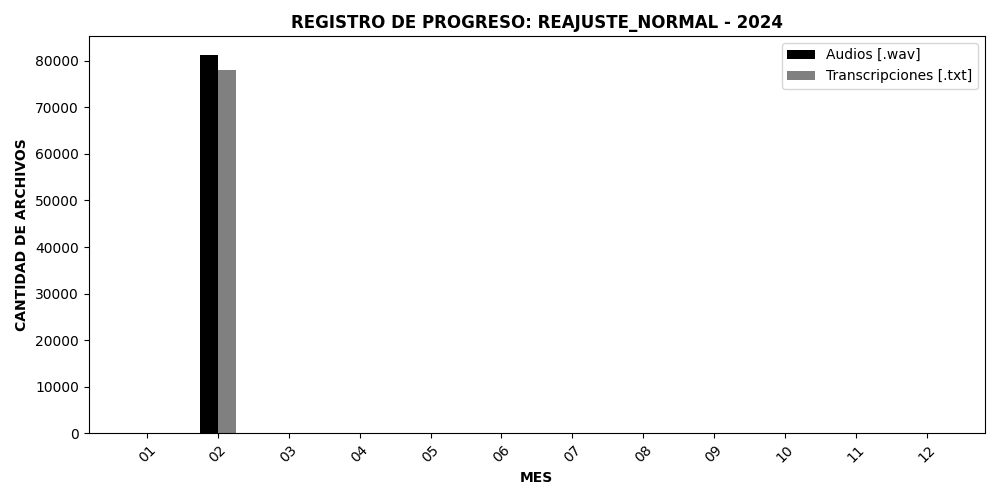 REGISTRO DE PROGRESO: REAJUSTE_NORMAL - 2024
Audios [.wav]
Transcripciones [.txt]
CANTIDAD DE ARCHIVOS
80000
70000
60000
50000
40000
30000
20000
10000
0
01 02 03 04 05 06 07 08 09 10 11 12
MES